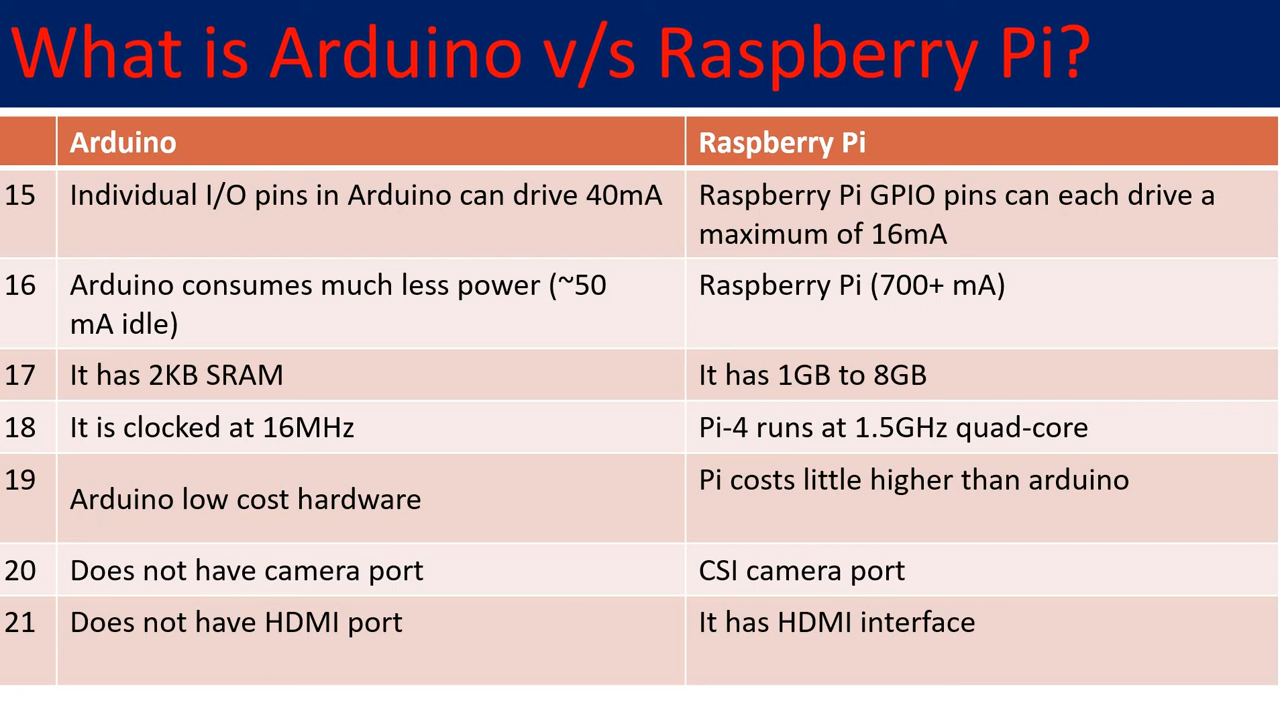 What is Arduino v/s Raspberry Pi?
Arduino
Raspberry Pi
15
Individual I/O pins in Arduino can drive 40mA
Raspberry Pi GPIO pins can each drive a
maximum of 16mA
16
Arduino consumes much less power (~50
mA idle)
Raspberry Pi (700+ mA)
17
It has 2KB SRAM
It has 1GB to 8GB
18
It is clocked at 16MHz
Pi-4 runs at 1.5GHz quad-core
19
Arduino low cost hardware
Pi costs little higher than arduino
20
Does not have camera port
CSI camera port
21
Does not have HDMI port
It has HDMI interface